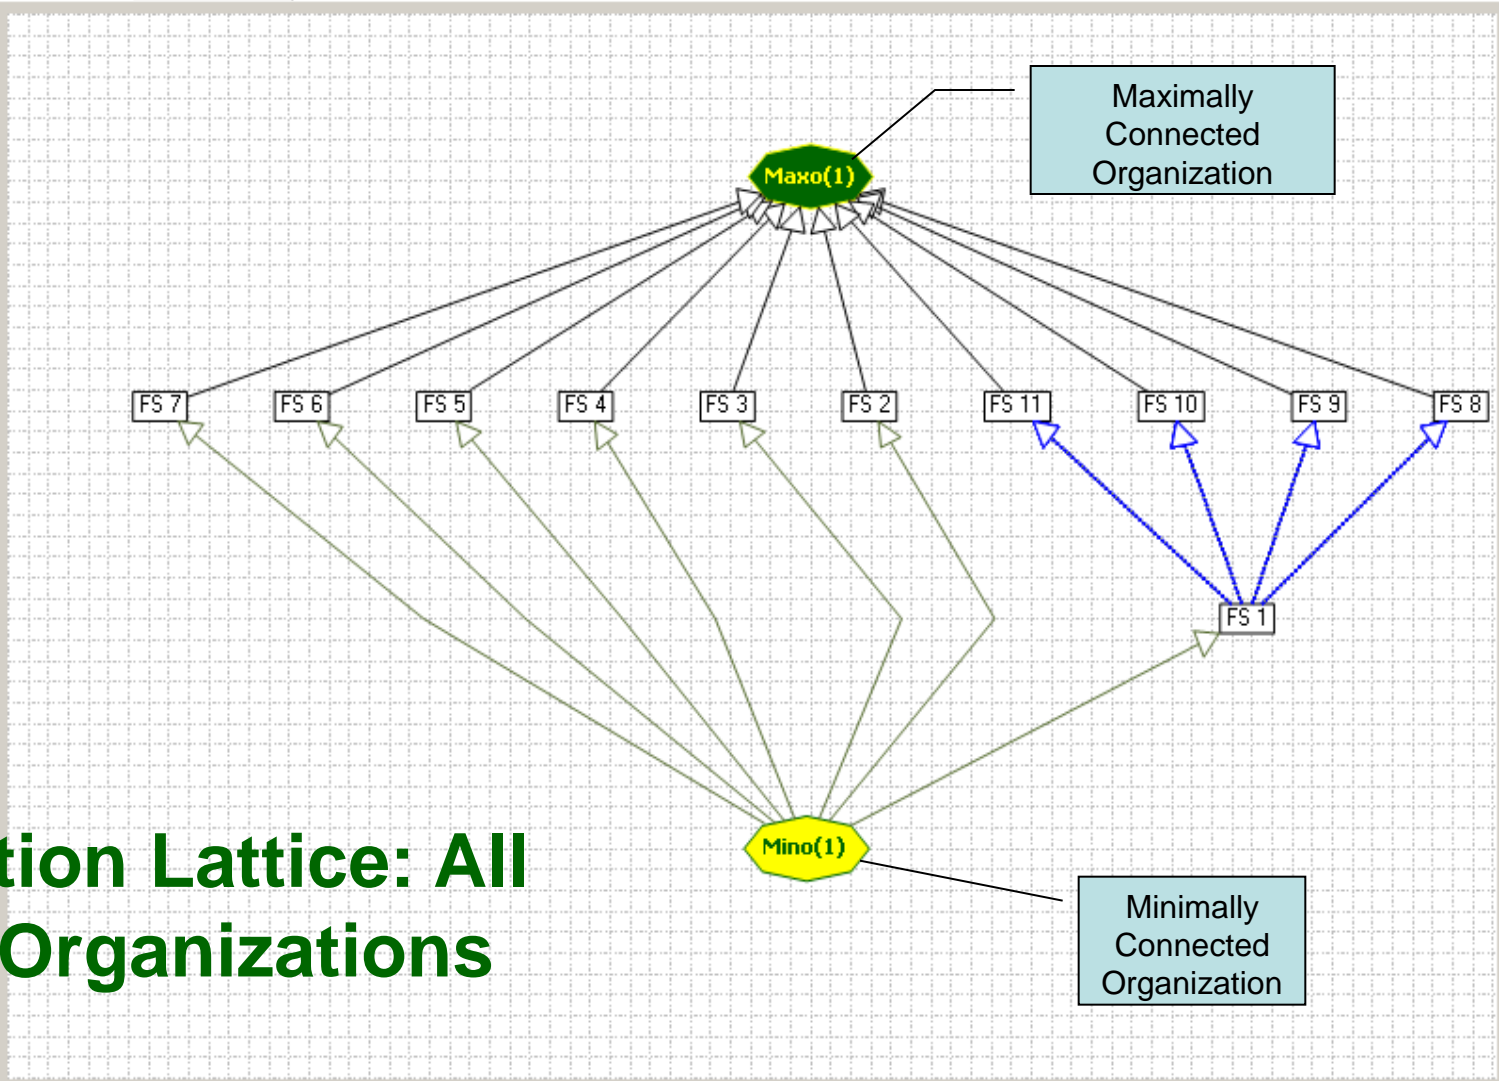 Maximally
Connected
Organization
Maxo(1)
FS 7
FS 6
FS 5
FS 4
FS 3
FS 2
FS 11
FS 10
FS 9
FS 8
FS 1
Mino(1)
tion Lattice: All
Organizations
Minimally
Connected
Organization